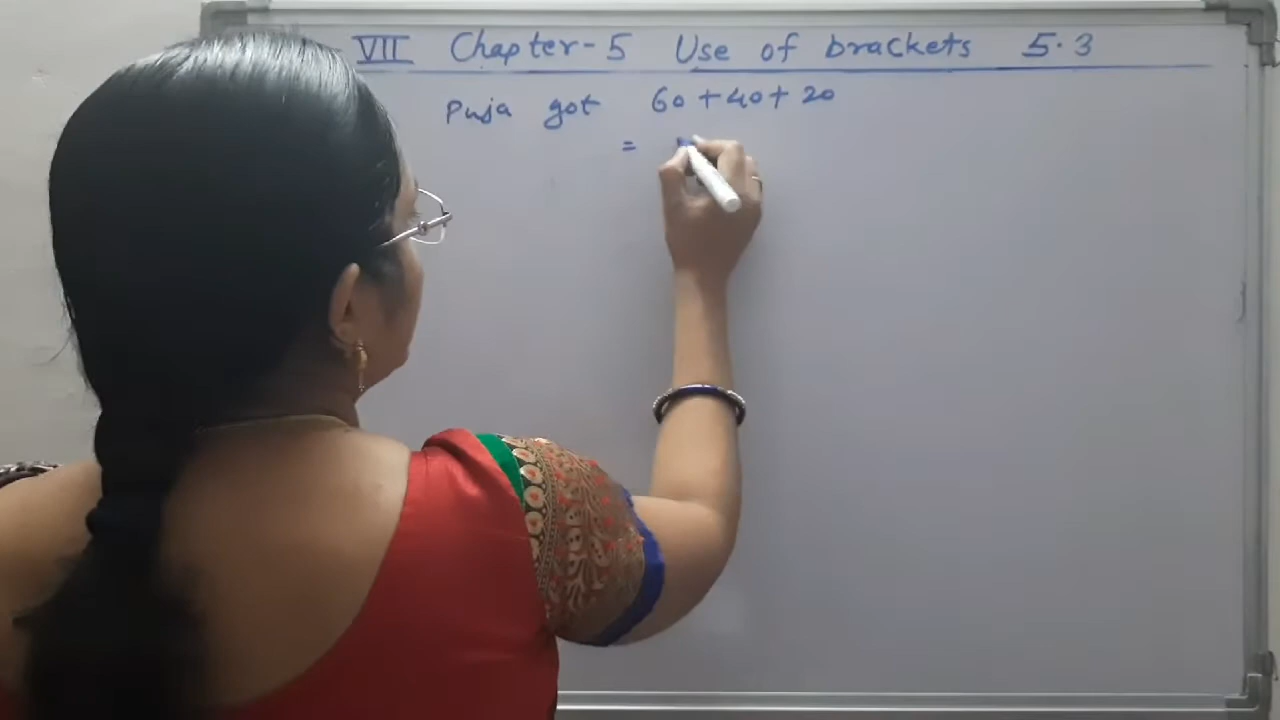 VII Chapter-5 Use of brackets 5.3
Puja got 60+40+20
=